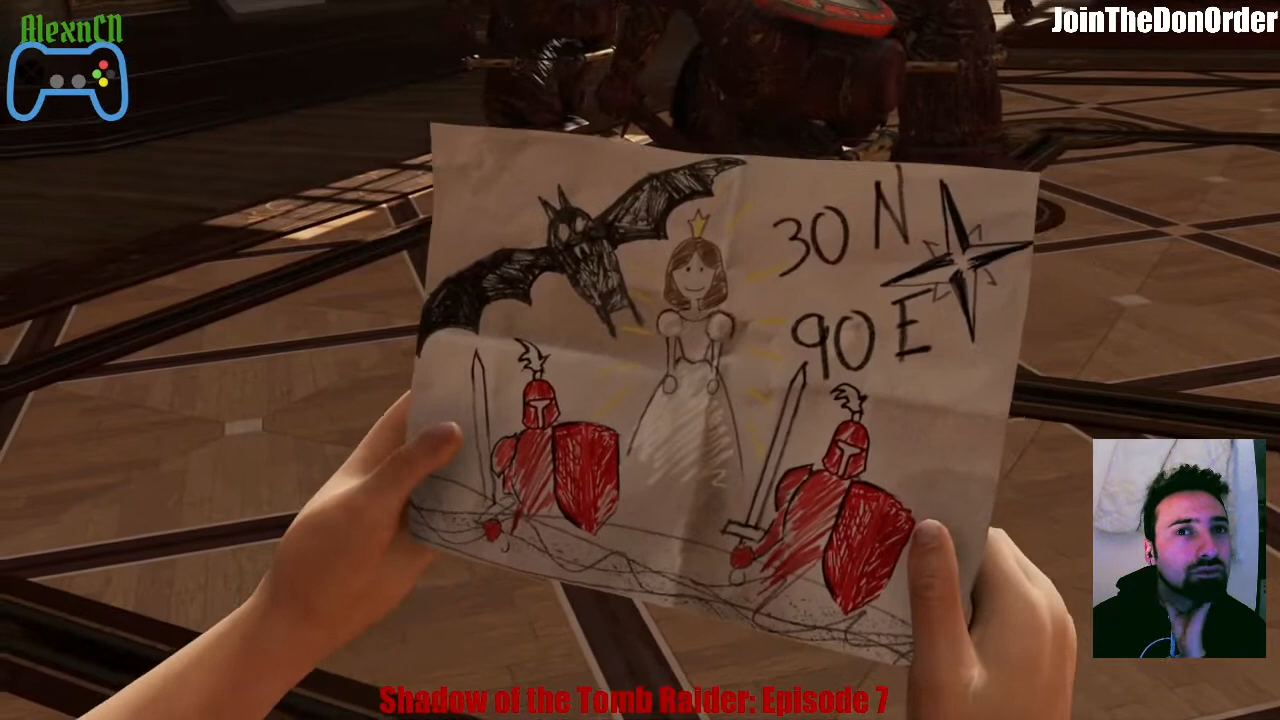 AlexnCN
JoinTheDonOrder
30 N
90 E
Shadow of the Tomb Raider: Episode 7